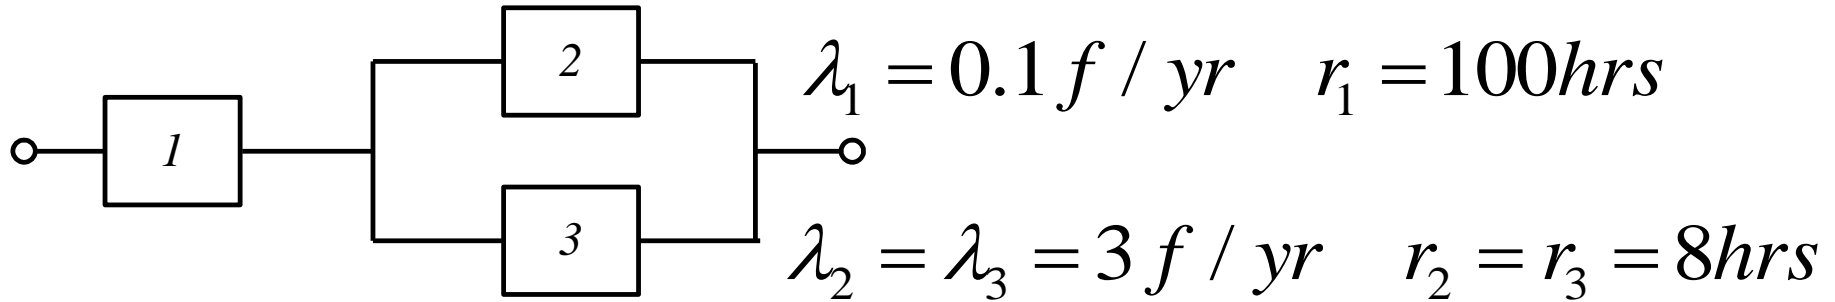 2
λ₁ = 0.1 f / yr r₁ = 100hrs
1
3
λ₂ = λ₃ = 3 f / yr r₂ = r₃ = 8hrs